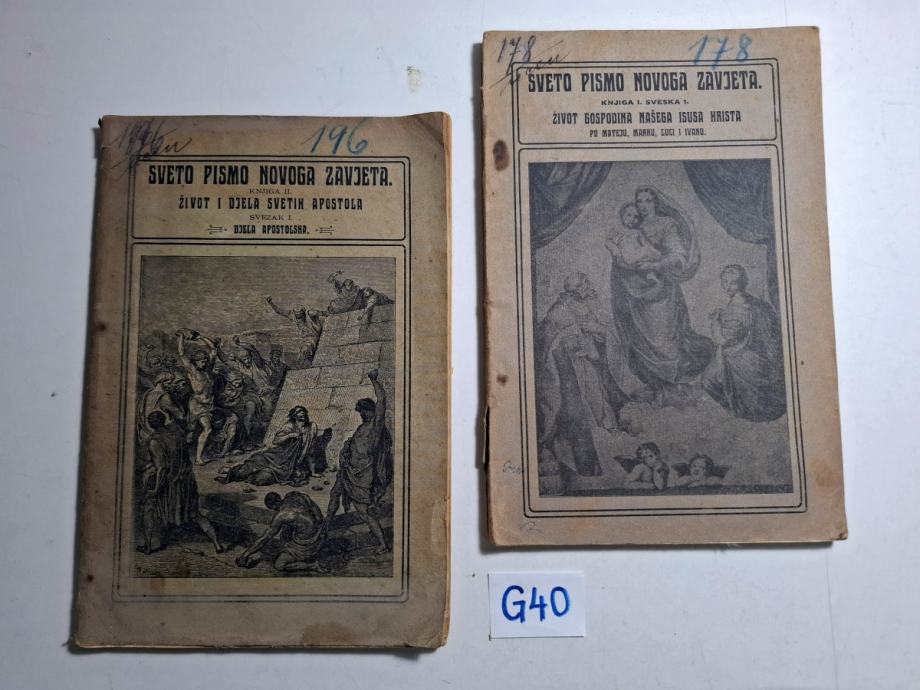 196
196
SVETO PISMO NOVOGA ZAVJETA.
KNJIGA II.
ŽIVOT I DJELA SVETIH APOSTOLA
SVEZAK I.
DJELA APOSTOLSKA.
178
178
SVETO PISMO NOVOGA ZAVJETA.
KNJIGA I. SVESKA 1.
ŽIVOT GOSPODINA NAŠEGA ISUSA KRISTA
PO MATEJU, MARKU, LUCI I IVANU.
G40